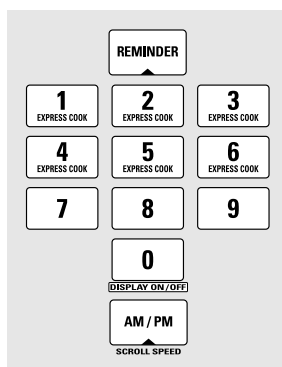 REMINDER
1 2 3
EXPRESS COOK EXPRESS COOK EXPRESS COOK
4 5 6
EXPRESS COOK EXPRESS COOK EXPRESS COOK
7 8 9
0
DISPLAY ON/OFF
AM / PM
SCROLL SPEED